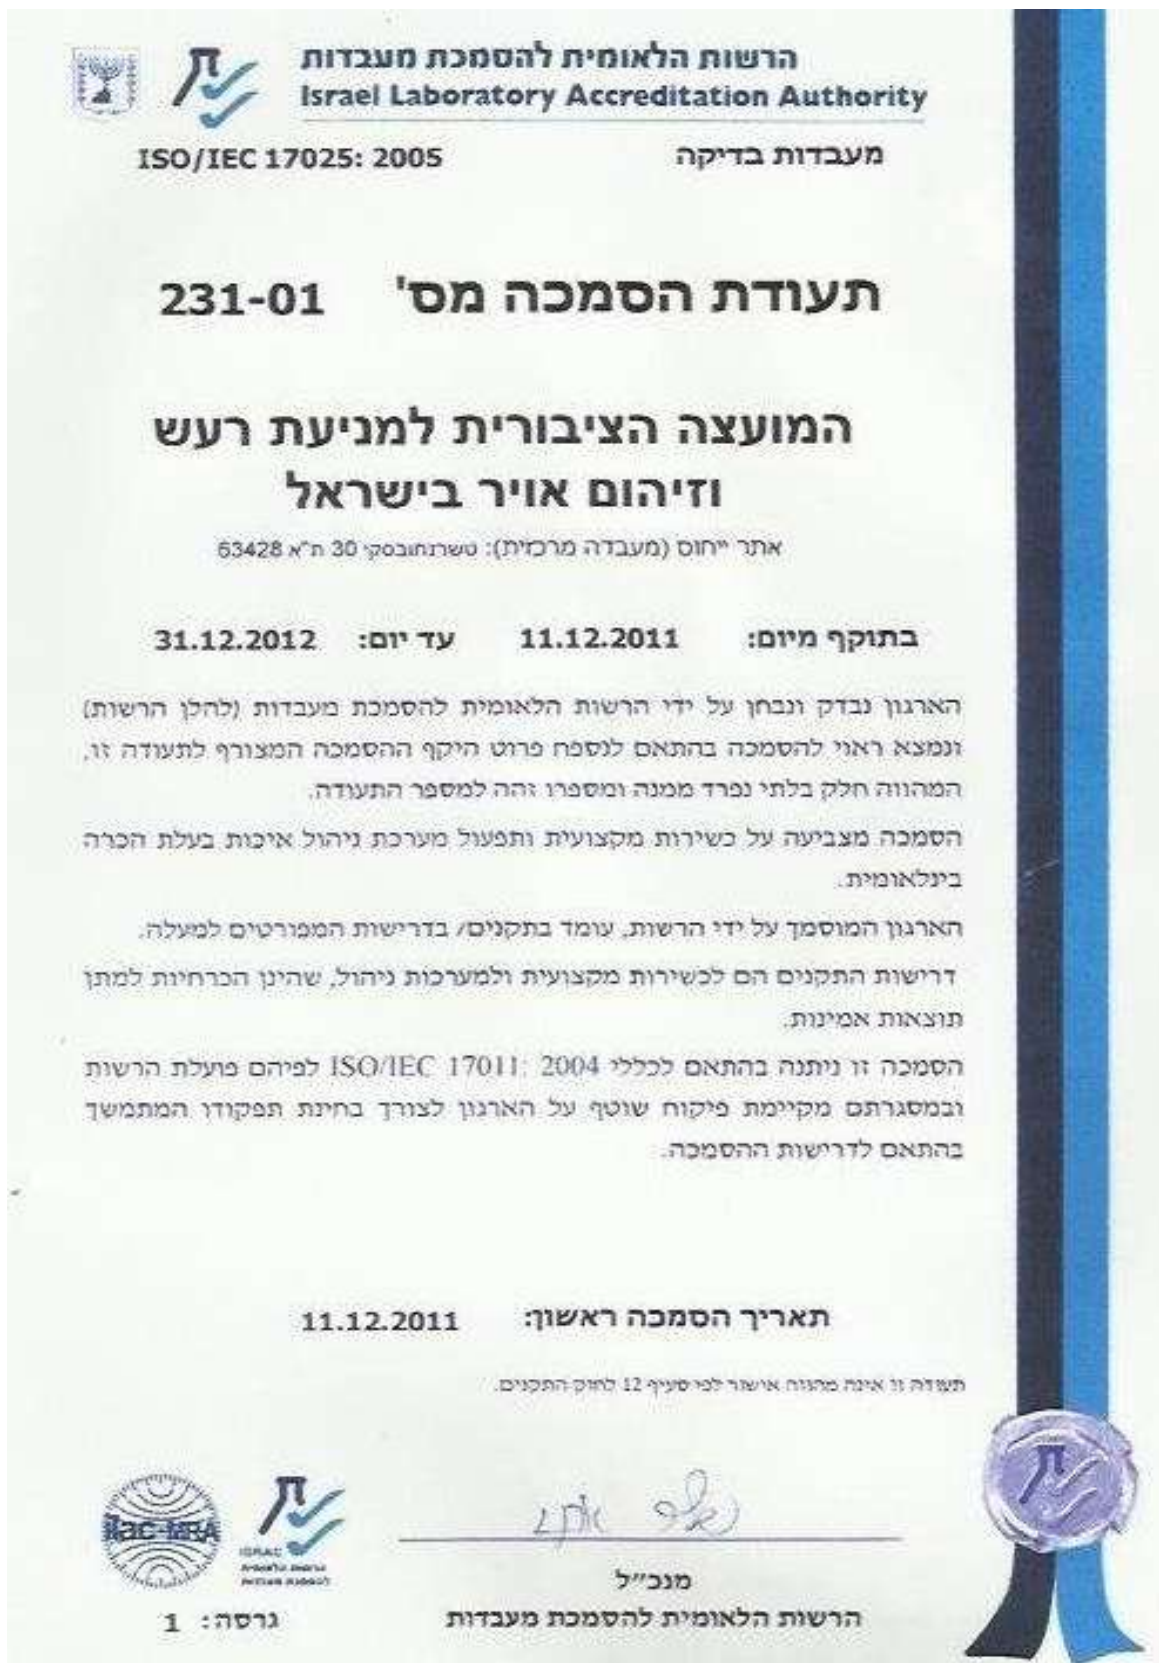 הרשות הלאומית להסמכת מעבדות
Israel Laboratory Accreditation Authority
מעבדות בדיקה ISO/IEC 17025: 2005
תעודת הסמכה מס' 231-01
המועצה הציבורית למניעת רעש
וזיהום אויר בישראל
אתר ייחוס (מעבדה מרכזית): טשרנחובסקי 30 ת"א 63428
בתוקף מיום: 11.12.2011 עד יום: 31.12.2012
הארגון נבדק ונבחן על ידי הרשות הלאומית להסמכת מעבדות (להלן הרשות)
ונמצא ראוי להסמכה בהתאם לנספח פרוט היקף ההסמכה המצורף לתעודה זו,
המהווה חלק בלתי נפרד ממנה ומספרו זהה למספר התעודה.
הסמכה מצביעה על כשירות מקצועית ותפעול מערכת ניהול איכות בעלת הכרה
בינלאומית.
הארגון המוסמך על ידי הרשות, עומד בתקנים/ בדרישות המפורטים למעלה.
דרישות התקנים הם לכשירות מקצועית ולמערכות ניהול, שהינן הכרחיות למתן
תוצאות אמינות.
הסמכה זו ניתנה בהתאם לכללי ISO/IEC 17011: 2004 לפיהם פועלת הרשות
ובמסגרתם מקיימת פיקוח שוטף על הארגון לצורך בחינת תפקודו המתמשך
בהתאם לדרישות ההסמכה.
תאריך הסמכה ראשון: 11.12.2011
תעודה זו אינה מהווה אישור לפי סעיף 12 לחוק התקנים.
ilac-MRA
ISRAC
הרשות הלאומית
להסמכת מעבדות
מנכ"ל
הרשות הלאומית להסמכת מעבדות
גרסה: 1